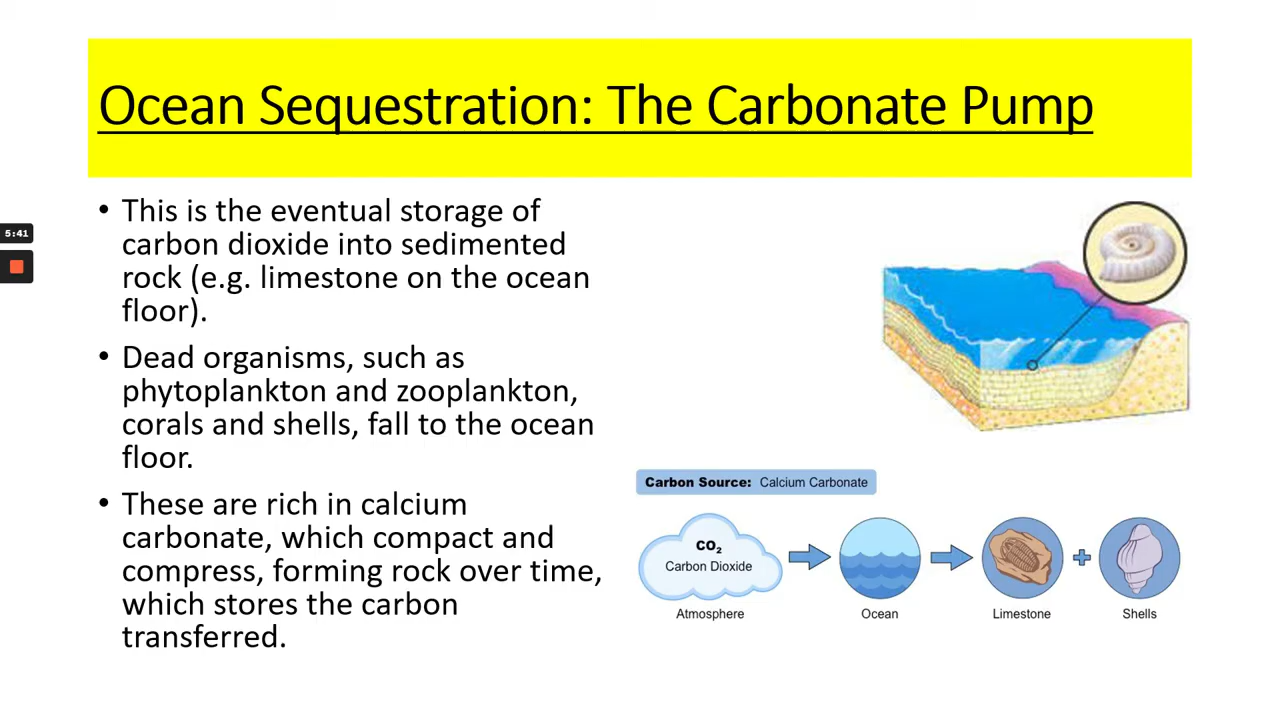 Ocean Sequestration: The Carbonate Pump
• This is the eventual storage of
carbon dioxide into sedimented
rock (e.g. limestone on the ocean
floor).
• Dead organisms, such as
phytoplankton and zooplankton,
corals and shells, fall to the ocean
floor.
• These are rich in calcium
carbonate, which compact and
compress, forming rock over time,
which stores the carbon
transferred.
5:41
Carbon Source: Calcium Carbonate
CO₂
Carbon Dioxide
Atmosphere
Ocean
Limestone
Shells